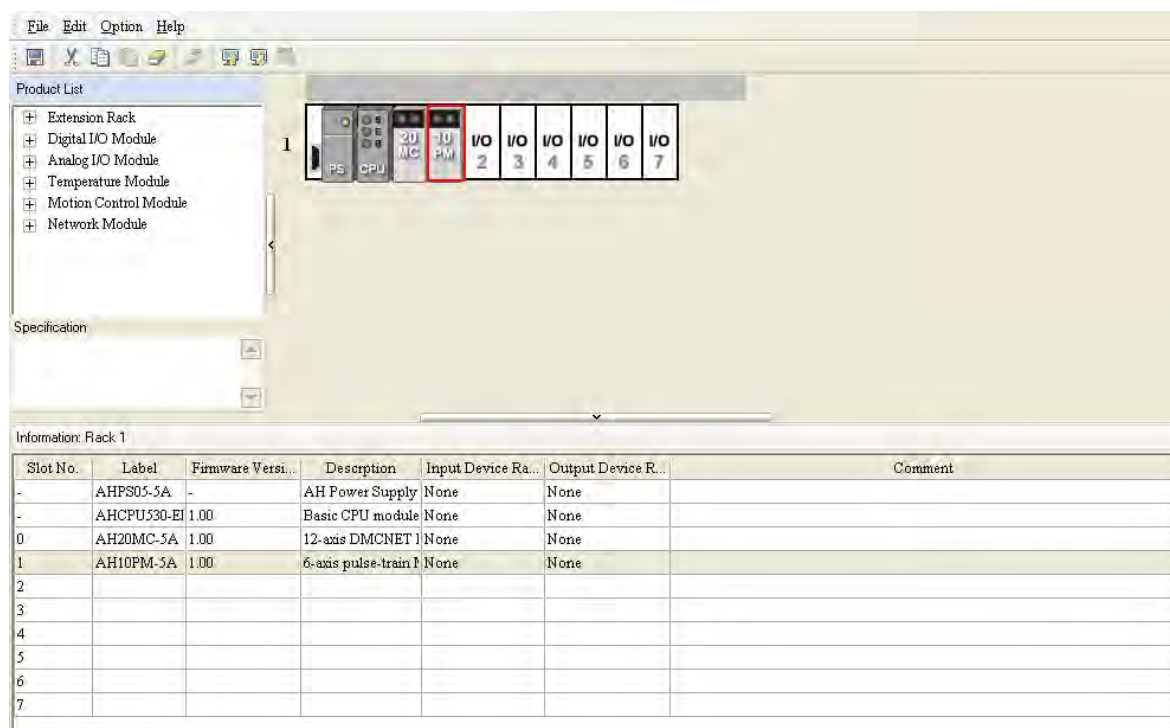 File Edit Option Help
Product List
Extension Rack
Digital I/O Module
Analog I/O Module
Temperature Module
Motion Control Module
Network Module
Specification
1
PS CPU 20 MC 10 PM I/O 2 I/O 3 I/O 4 I/O 5 I/O 6 I/O 7
Information: Rack 1
Slot No. Label Firmware Versi... Descrption Input Device Ra... Output Device R... Comment
- AHPS05-5A - AH Power Supply None None
- AHCPU530-EI 1.00 Basic CPU module None None
0 AH20MC-5A 1.00 12-axis DMCNET None None
1 AH10PM-5A 1.00 6-axis pulse-train None None
2
3
4
5
6
7